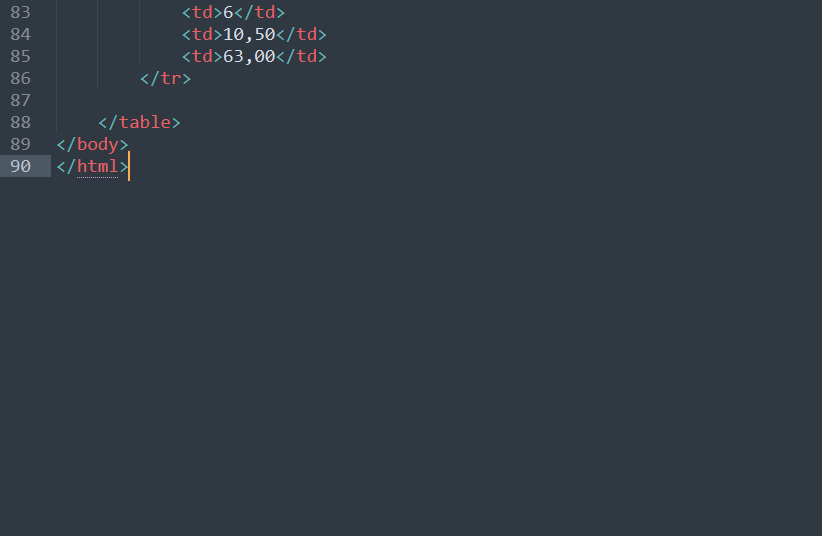 83 <td>6</td>
84 <td>10,50</td>
85 <td>63,00</td>
86 </tr>
87
88 </table>
89 </body>
90 </html>